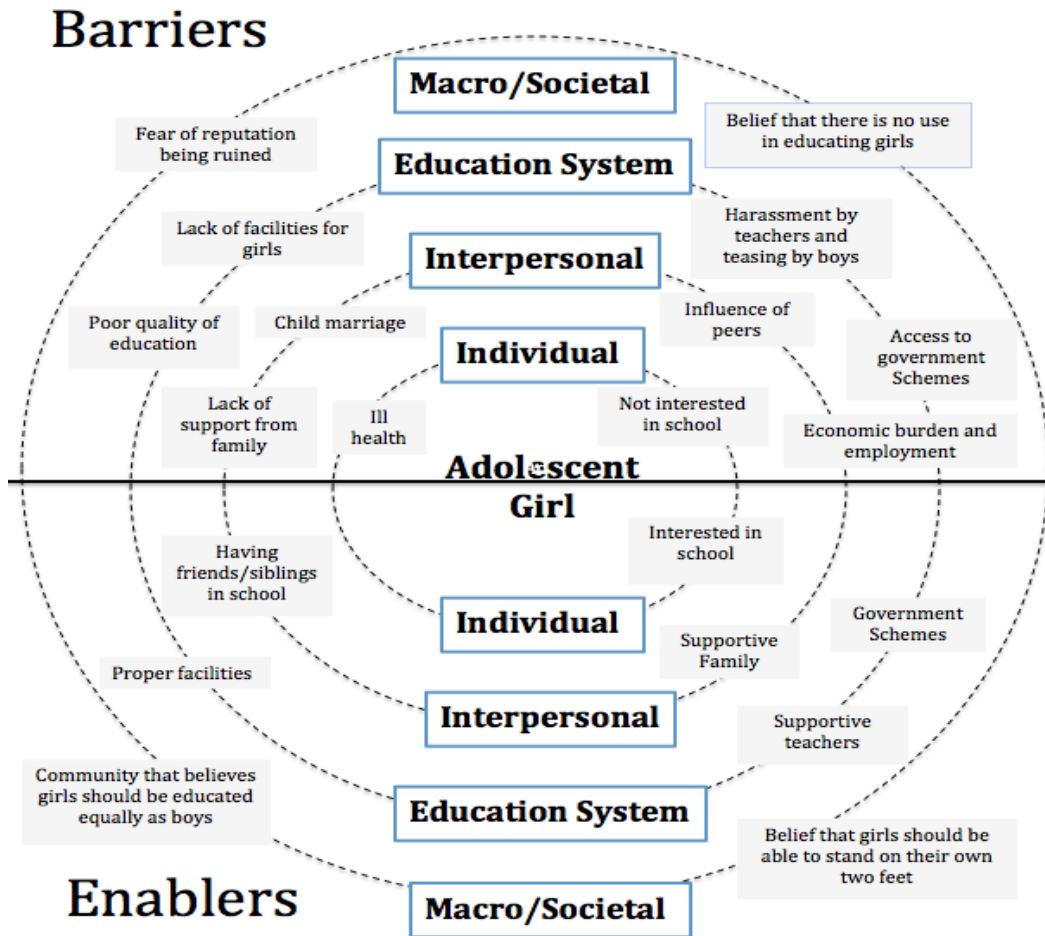 Barriers
Macro/Societal
Fear of reputation
being ruined
Belief that there is no use
in educating girls
Education System
Lack of facilities for
girls
Harassment by
teachers and
teasing by boys
Interpersonal
Poor quality of
education
Child marriage
Influence of
peers
Access to
government
Schemes
Individual
Lack of
support from
family
Ill
health
Not interested
in school
Economic burden and
employment
Adolescent
Girl
Having
friends/siblings
in school
Interested in
school
Individual
Government
Schemes
Supportive
Family
Proper facilities
Interpersonal
Supportive
teachers
Community that believes
girls should be educated
equally as boys
Education System
Belief that girls should be
able to stand on their own
two feet
Enablers
Macro/Societal